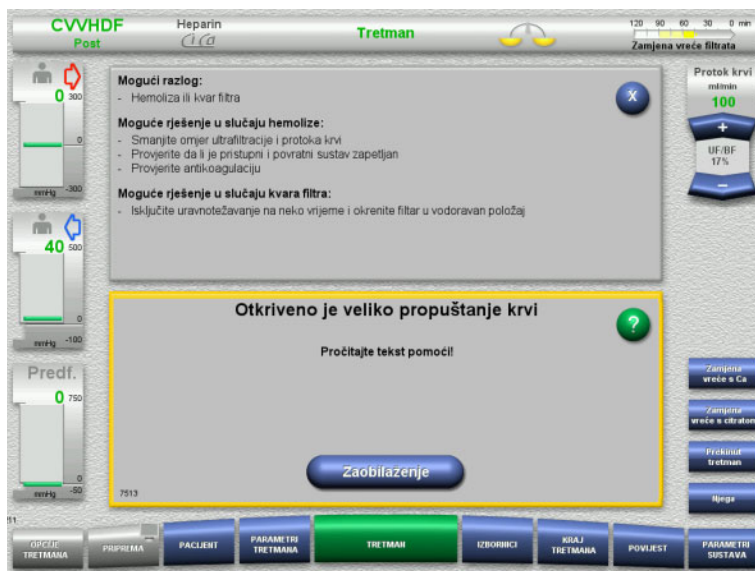 CVVHDF
Post
Heparin
Ci Ca
Tretman
120 90 60 30 0 min
Zamjena vreće filtrata
0 300
0
mmHg -300
40 500
0
mmHg -100
Predf.
0 750
0
mmHg -50
Mogući razlog:
- Hemoliza ili kvar filtra
Moguće rješenje u slučaju hemolize:
- Smanjite omjer ultrafiltracije i protoka krvi
- Provjerite da li je pristupni i povratni sustav zapetljan
- Provjerite antikoagulaciju
Moguće rješenje u slučaju kvara filtra:
- Isključite uravnotežavanje na neko vrijeme i okrenite filtar u vodoravan položaj
X
Otkriveno je veliko propuštanje krvi
?
Pročitajte tekst pomoći!
Zaobilaženje
7513
Protok krvi
ml/min
100
+
UF/BF
17%
−
Zamjena
vreće s Ca
Zamjena
vreće s citratom
Prekinut
tretman
Njega
OPCIJE
TRETMANA
PRIPREMA
PACIJENT
PARAMETRI
TRETMANA
TRETMAN
IZBORNICI
KRAJ
TRETMANA
POVIJEST
PARAMETRI
SUSTAVA